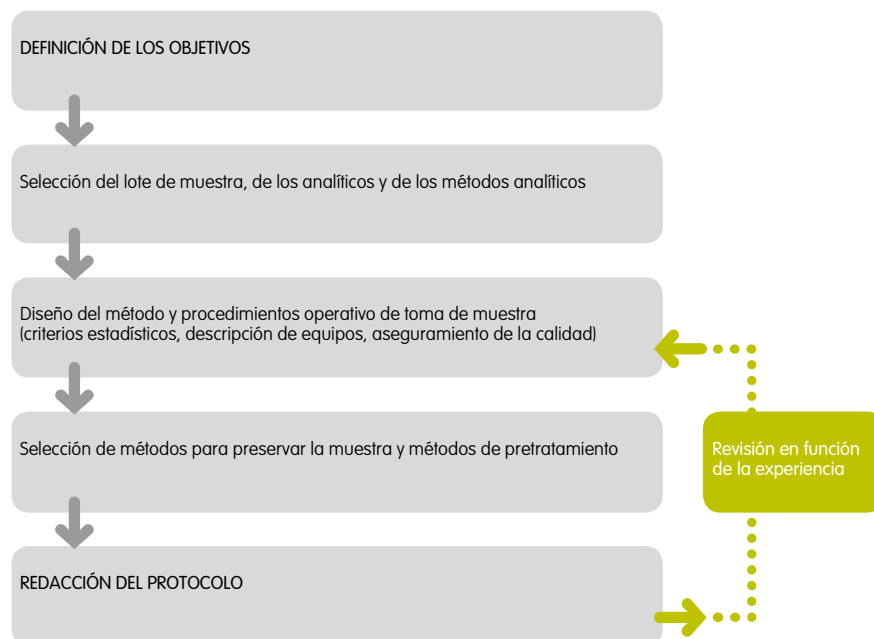 DEFINICIÓN DE LOS OBJETIVOS
Selección del lote de muestra, de los analíticos y de los métodos analíticos
Diseño del método y procedimientos operativo de toma de muestra
(criterios estadísticos, descripción de equipos, aseguramiento de la calidad)
Selección de métodos para preservar la muestra y métodos de pretratamiento
Revisión en función
de la experiencia
REDACCIÓN DEL PROTOCOLO